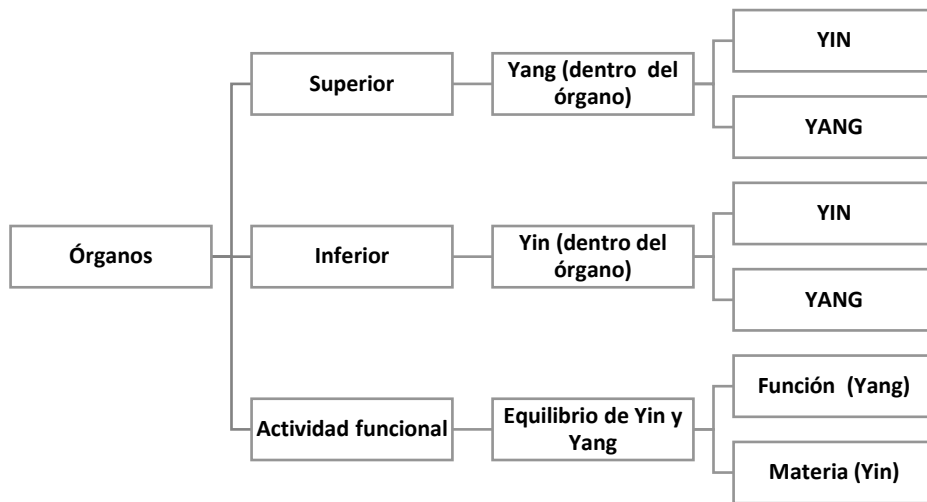 Órganos
Superior
Yang (dentro del
órgano)
YIN
YANG
Inferior
Yin (dentro del
órgano)
YIN
YANG
Actividad funcional
Equilibrio de Yin y
Yang
Función (Yang)
Materia (Yin)